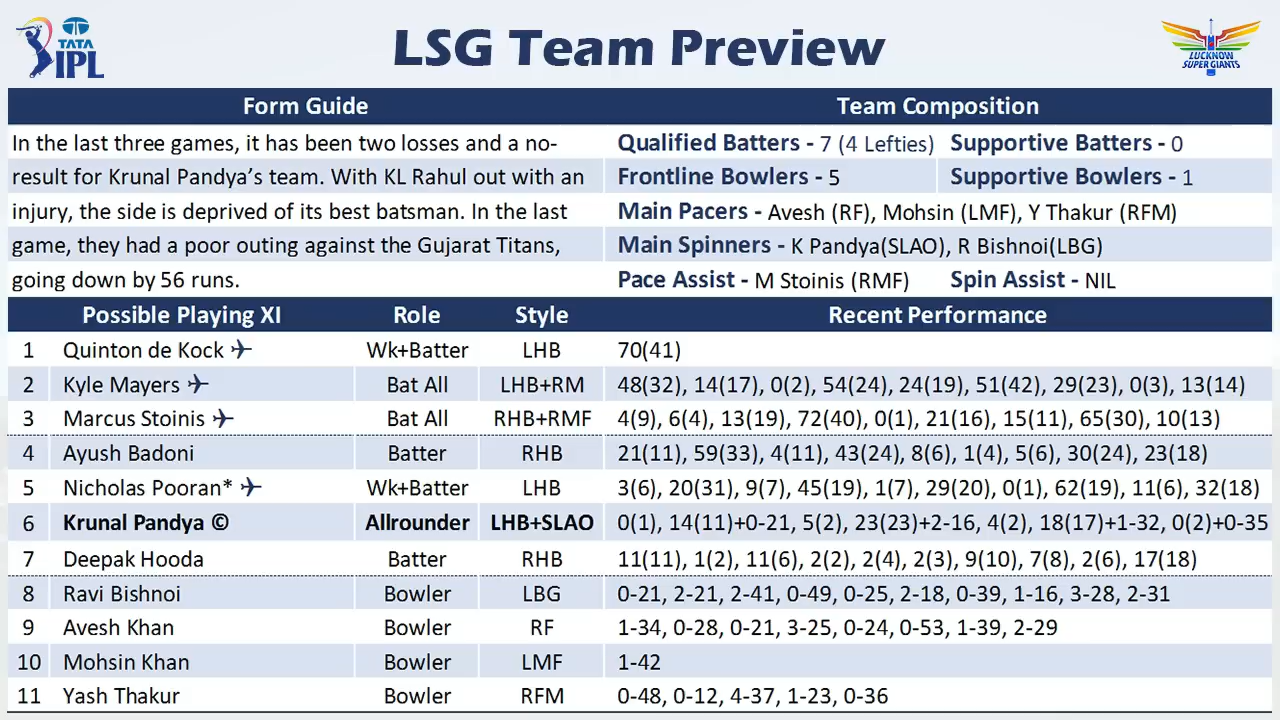 TATA
IPL
LSG Team Preview
LUCKNOW
SUPER GIANTS
Form Guide
In the last three games, it has been two losses and a no-
result for Krunal Pandya’s team. With KL Rahul out with an
injury, the side is deprived of its best batsman. In the last
game, they had a poor outing against the Gujarat Titans,
going down by 56 runs.
Team Composition
Qualified Batters - 7 (4 Lefties) Supportive Batters - 0
Frontline Bowlers - 5 Supportive Bowlers - 1
Main Pacers - Avesh (RF), Mohsin (LMF), Y Thakur (RFM)
Main Spinners - K Pandya(SLAO), R Bishnoi(LBG)
Pace Assist - M Stoinis (RMF) Spin Assist - NIL
Possible Playing XI Role Style Recent Performance
1 Quinton de Kock ✈ Wk+Batter LHB 70(41)
2 Kyle Mayers ✈ Bat All LHB+RM 48(32), 14(17), 0(2), 54(24), 24(19), 51(42), 29(23), 0(3), 13(14)
3 Marcus Stoinis ✈ Bat All RHB+RMF 4(9), 6(4), 13(19), 72(40), 0(1), 21(16), 15(11), 65(30), 10(13)
4 Ayush Badoni Batter RHB 21(11), 59(33), 4(11), 43(24), 8(6), 1(4), 5(6), 30(24), 23(18)
5 Nicholas Pooran* ✈ Wk+Batter LHB 3(6), 20(31), 9(7), 45(19), 1(7), 29(20), 0(1), 62(19), 11(6), 32(18)
6 Krunal Pandya © Allrounder LHB+SLAO 0(1), 14(11)+0-21, 5(2), 23(23)+2-16, 4(2), 18(17)+1-32, 0(2)+0-35
7 Deepak Hooda Batter RHB 11(11), 1(2), 11(6), 2(2), 2(4), 2(3), 9(10), 7(8), 2(6), 17(18)
8 Ravi Bishnoi Bowler LBG 0-21, 2-21, 2-41, 0-49, 0-25, 2-18, 0-39, 1-16, 3-28, 2-31
9 Avesh Khan Bowler RF 1-34, 0-28, 0-21, 3-25, 0-24, 0-53, 1-39, 2-29
10 Mohsin Khan Bowler LMF 1-42
11 Yash Thakur Bowler RFM 0-48, 0-12, 4-37, 1-23, 0-36